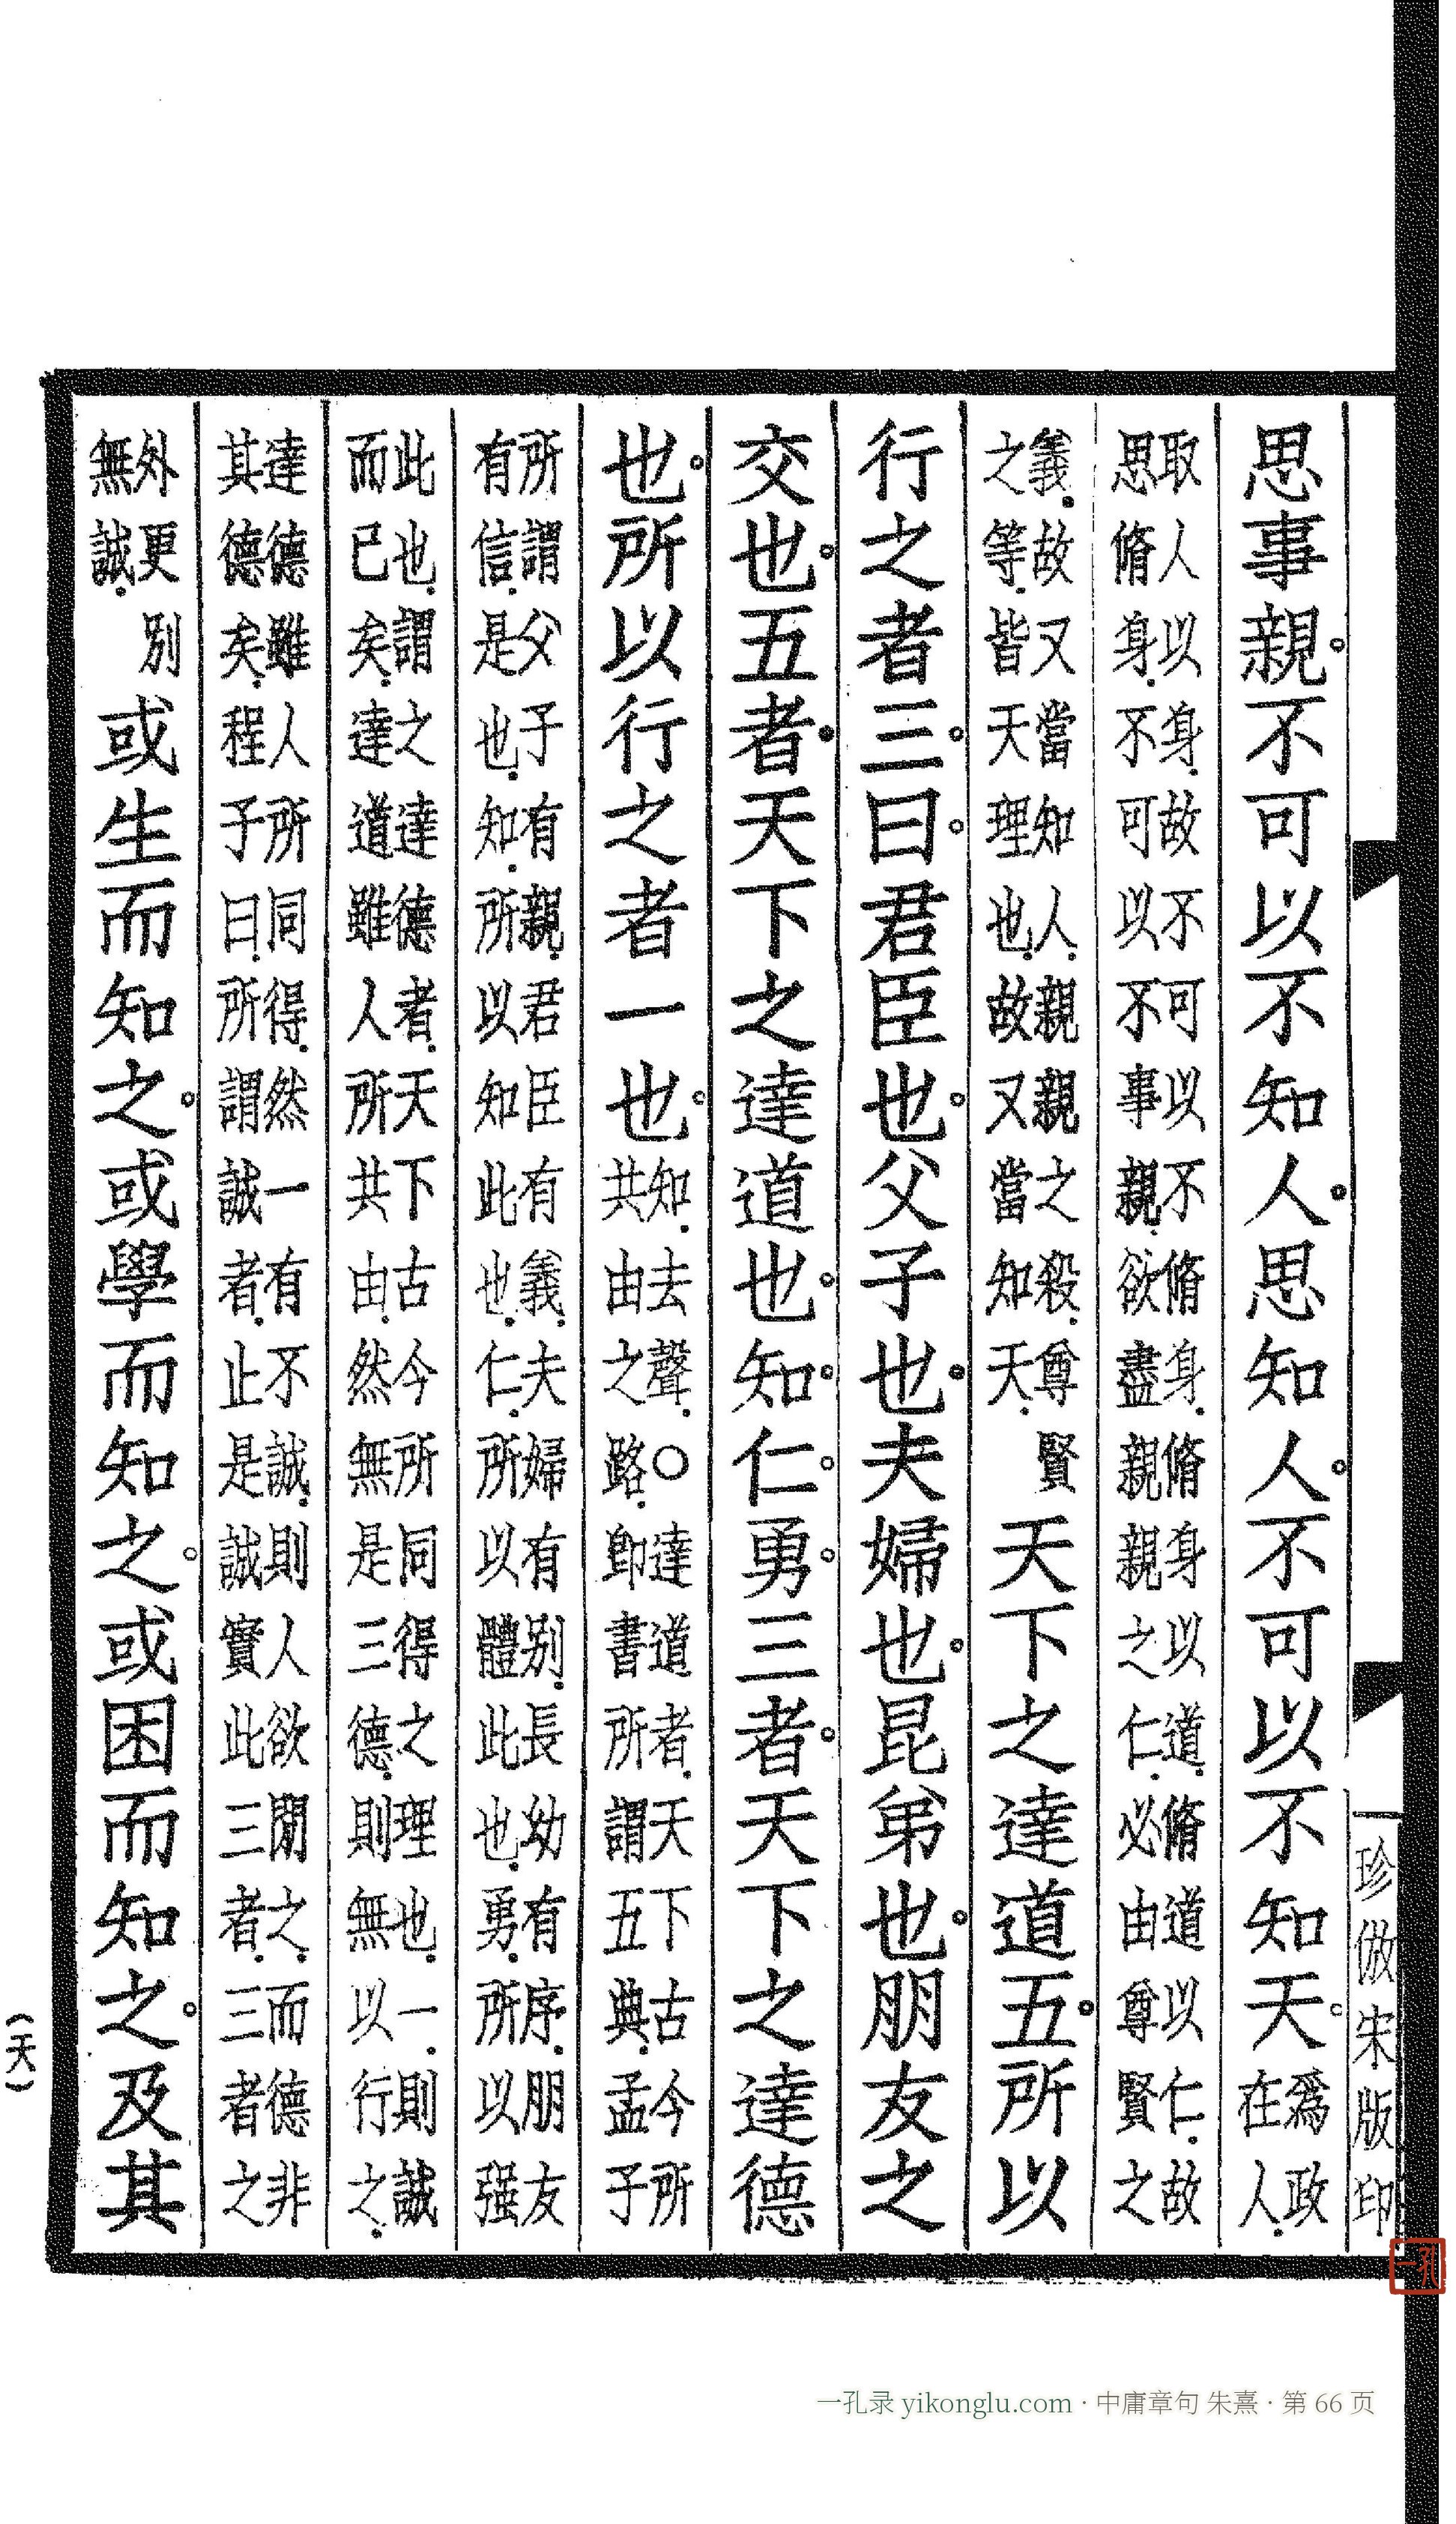 思事親。不可以不知人。思知人。不可以不知天。爲政
在人.
取人以身.故不可以不脩身.脩身以道.脩道以仁.故
思脩身.不可以不事親.欲盡親親之仁.必由尊賢之
義.故又當知人.親親之殺.尊賢
之等.皆天理也.故又當知天.
天下之達道五。所以
行之者三。曰。君臣也。父子也。夫婦也。昆弟也。朋友之
交也。五者。天下之達道也。知。仁。勇。三者。天下之達德
也。所以行之者一也。
知.去聲.○達道者.天下古今所
共由之路.卽書所謂五典.孟子
所謂父子有親.君臣有義.夫婦有別.長幼有序.朋友
有信.是也.知.所以知此也.仁.所以體此也.勇.所以强
此也.謂之達德者.天下古今所同得之理也.一.則誠
而已矣.達道雖人所共由.然無是三德.則無以行之.
達德雖人所同得.然一有不誠.則人欲閒之.而德非
其德矣.程子曰.所謂誠者.止是誠實此三者.三者之
外更別
無誠.
或生而知之。或學而知之。或困而知之。及其
珍倣宋版印
(天)
一孔
一孔录 yikonglu.com · 中庸章句 朱熹 · 第 66 页